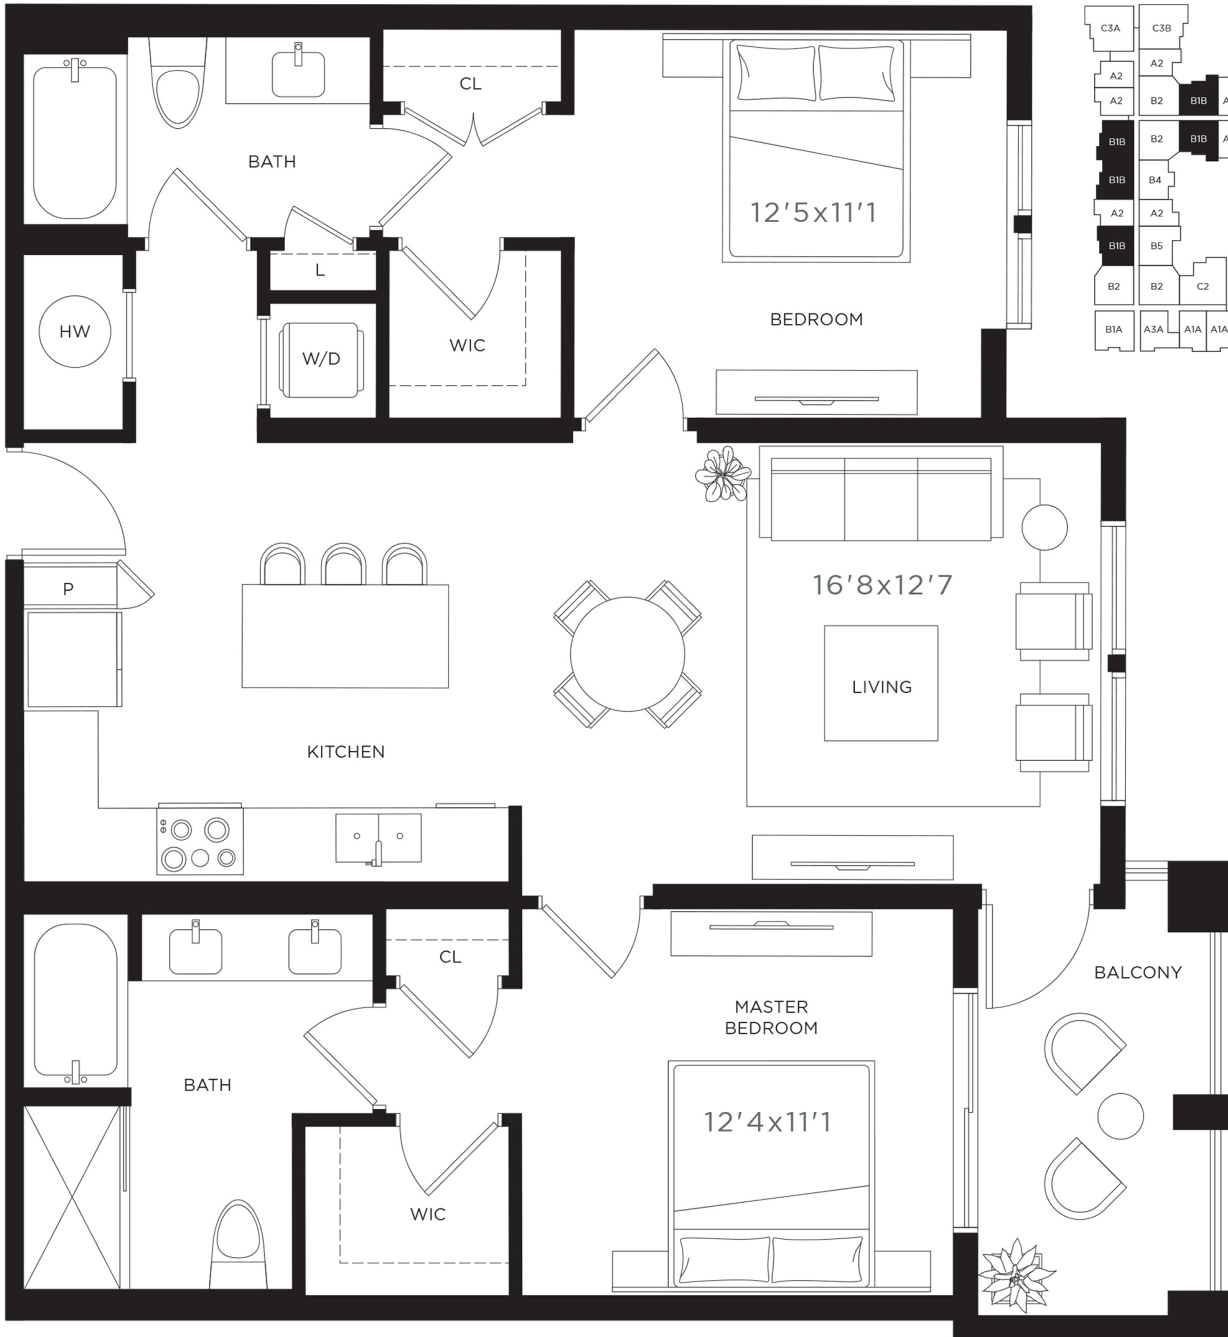 CL
BATH
12'5x11'1
L
HW
W/D
WIC
BEDROOM
P
16'8x12'7
LIVING
KITCHEN
CL
BALCONY
MASTER
BEDROOM
BATH
12'4x11'1
WIC
C3A
C3B
A2
A2
A2
B2
B1B
A
B1B
B2
B1B
A
B1B
B4
A2
A2
B1B
B5
B2
B2
C2
B1A
A3A
A1A
A1A